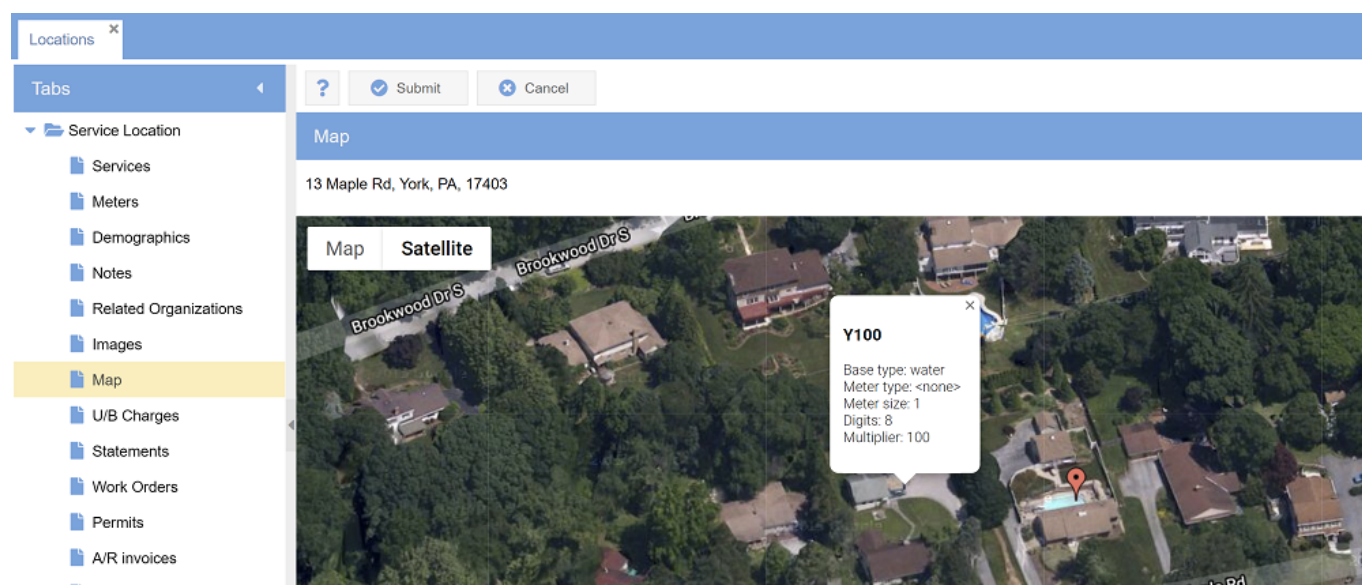 Locations
Tabs
Service Location
Services
Meters
Demographics
Notes
Related Organizations
Images
Map
U/B Charges
Statements
Work Orders
Permits
A/R invoices
? Submit Cancel
Map
13 Maple Rd, York, PA, 17403
Map Satellite
Brookwood Dr S
Brookwood Dr S
Y100
Base type: water
Meter type: <none>
Meter size: 1
Digits: 8
Multiplier: 100
Rd